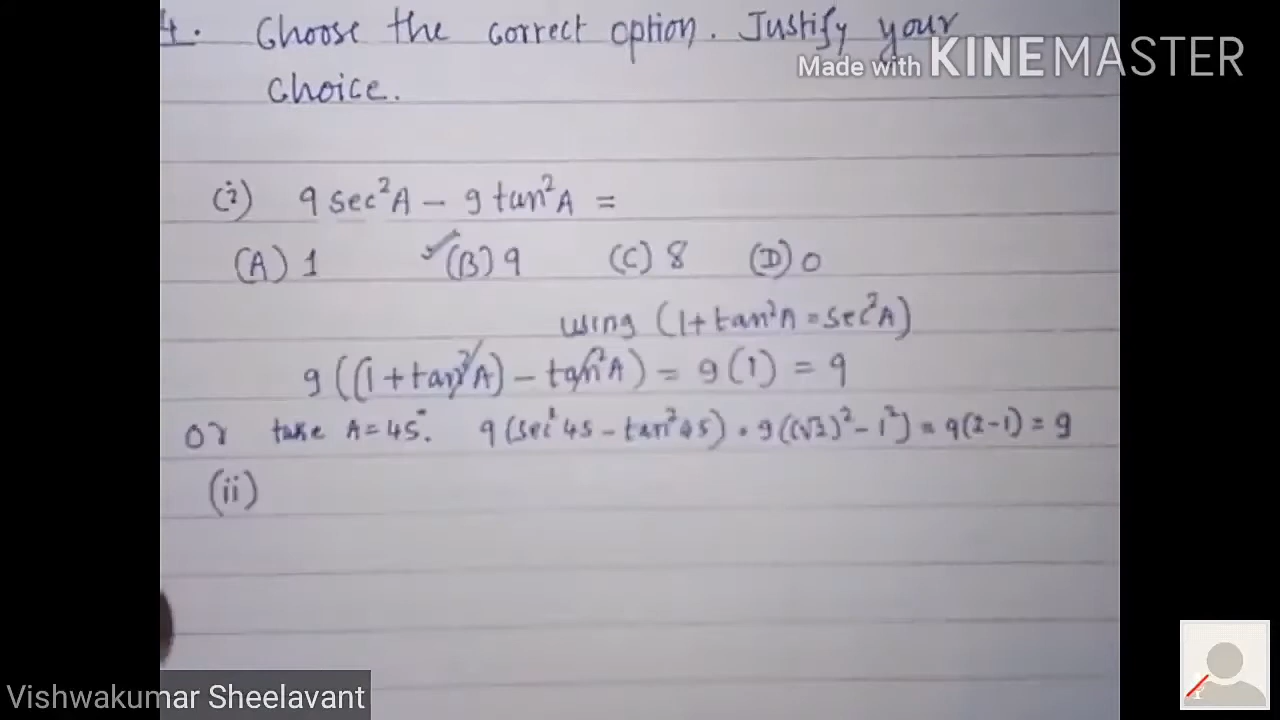 4. Choose the correct option. Justify your
Made with KINEMASTER
choice.
(i) 9 sec²A - 9 tan²A =
(A) 1 (B) 9 (C) 8 (D) 0
using (1 + tan²A = sec²A)
9 ((1 + tan²A) - tan²A) = 9 (1) = 9
or take A = 45°. 9 (sec²45 - tan²45) = 9((√2)² - 1²) = 9(2-1) = 9
(ii)
Vishwakumar Sheelavant